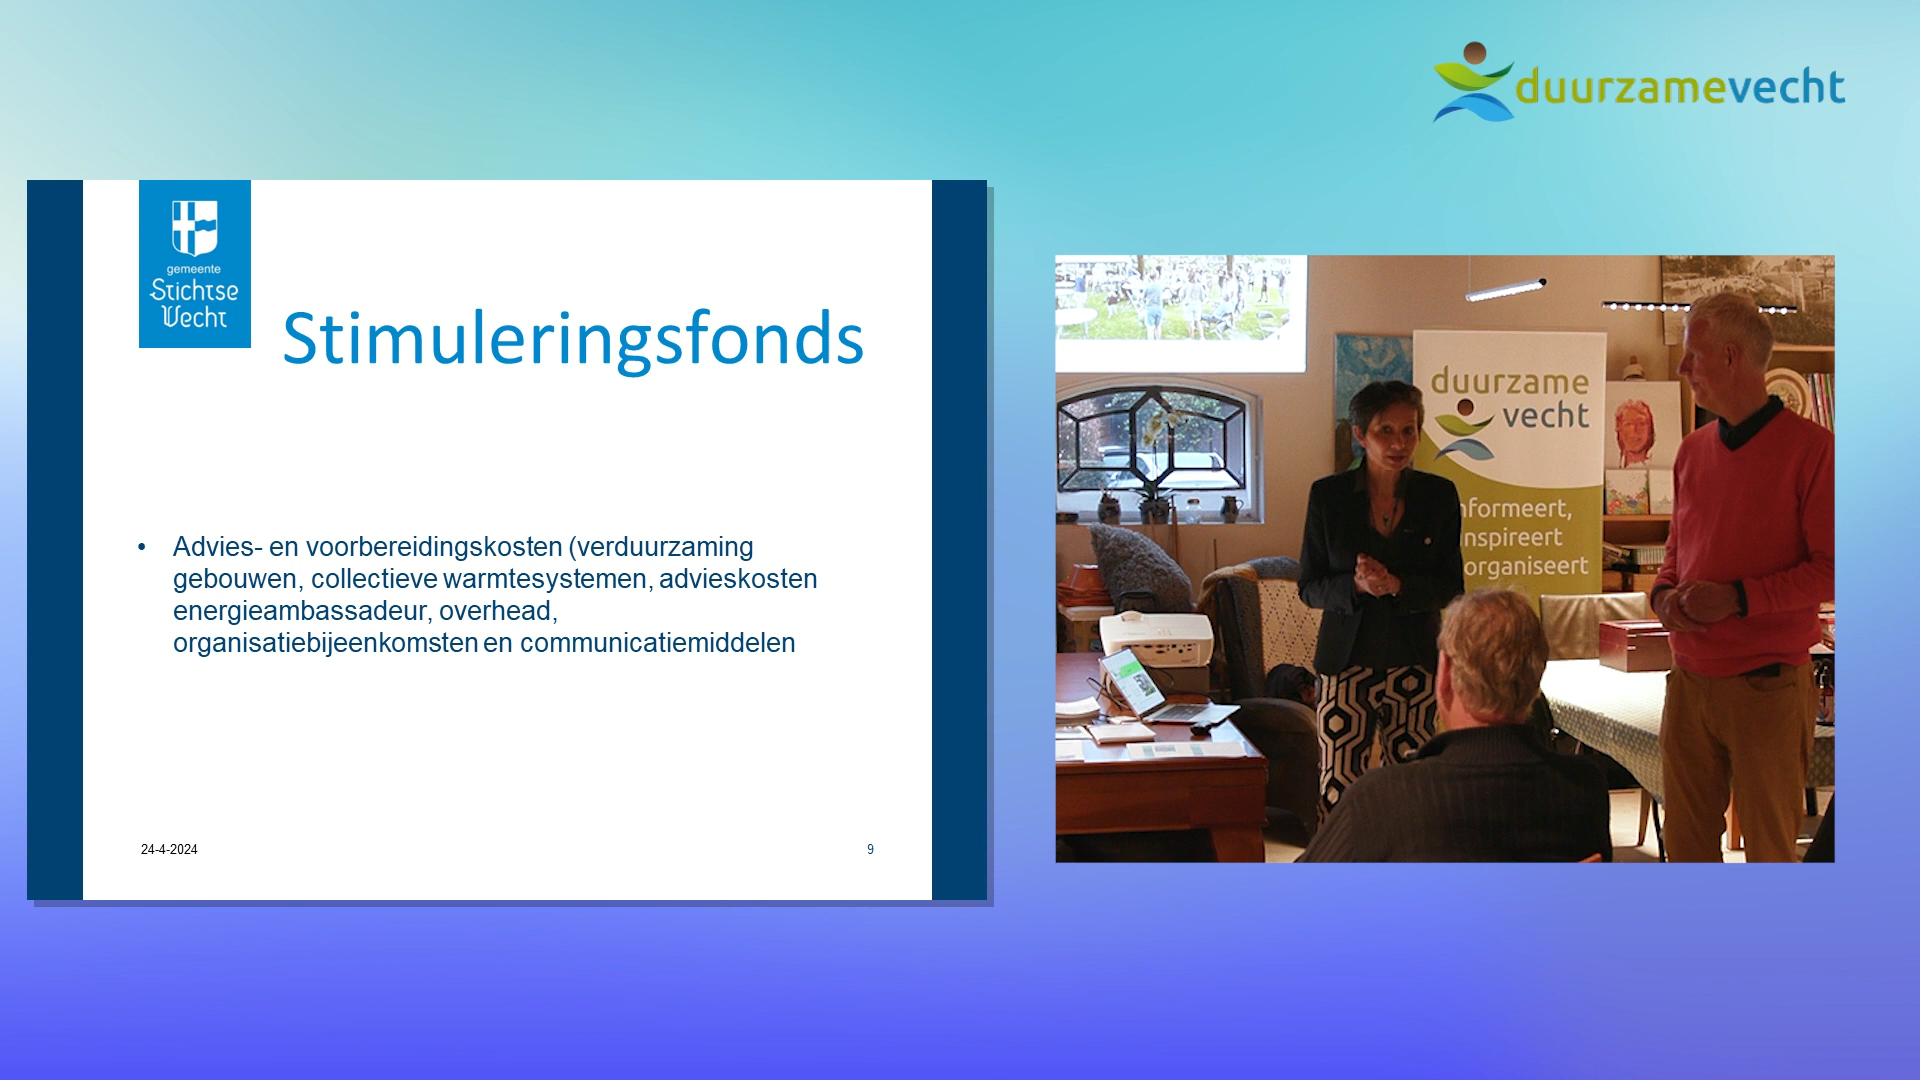 duurzamevecht
gemeente
Stichtse
Vecht
Stimuleringsfonds
• Advies- en voorbereidingskosten (verduurzaming
gebouwen, collectieve warmtesystemen, advieskosten
energieambassadeur, overhead,
organisatiebijeenkomsten en communicatiemiddelen
24-4-2024
9
duurzame
vecht
nformeert,
nspireert
organiseert